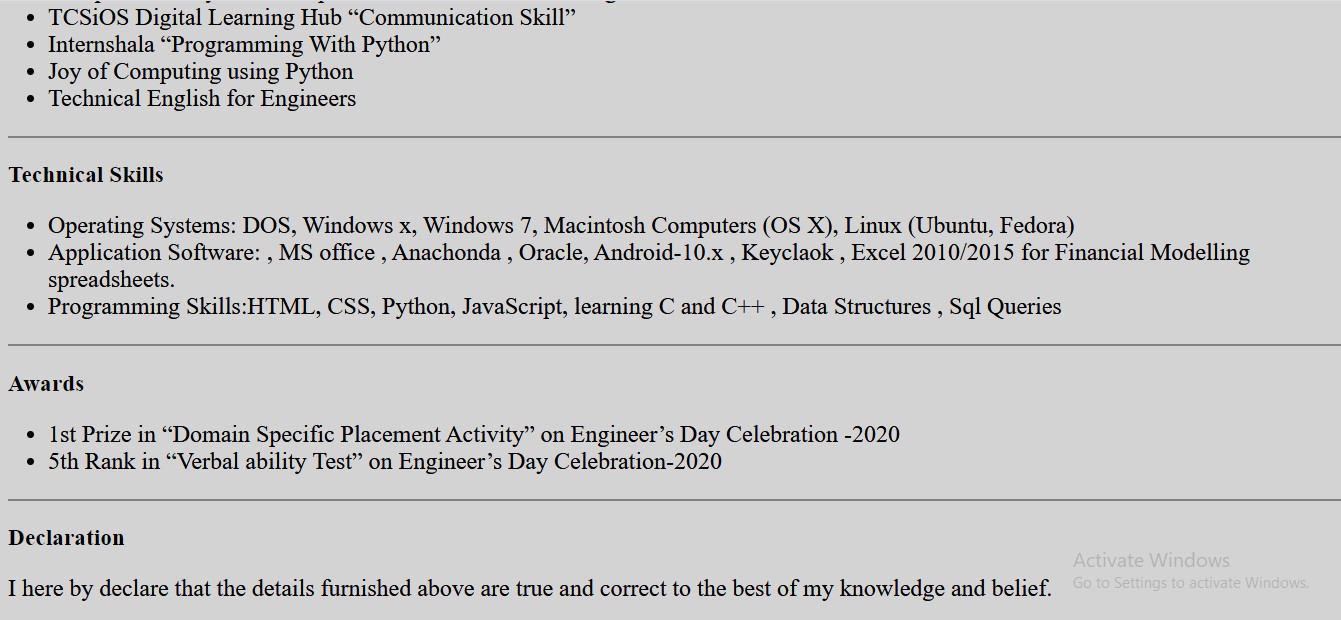 TCSiOS Digital Learning Hub “Communication Skill”
Internshala “Programming With Python”
Joy of Computing using Python
Technical English for Engineers
Technical Skills
Operating Systems: DOS, Windows x, Windows 7, Macintosh Computers (OS X), Linux (Ubuntu, Fedora)
Application Software: , MS office , Anachonda , Oracle, Android-10.x , Keyclaok , Excel 2010/2015 for Financial Modelling
spreadsheets.
Programming Skills:HTML, CSS, Python, JavaScript, learning C and C++ , Data Structures , Sql Queries
Awards
1st Prize in “Domain Specific Placement Activity” on Engineer’s Day Celebration -2020
5th Rank in “Verbal ability Test” on Engineer’s Day Celebration-2020
Declaration
I here by declare that the details furnished above are true and correct to the best of my knowledge and belief.
Activate Windows
Go to Settings to activate Windows.